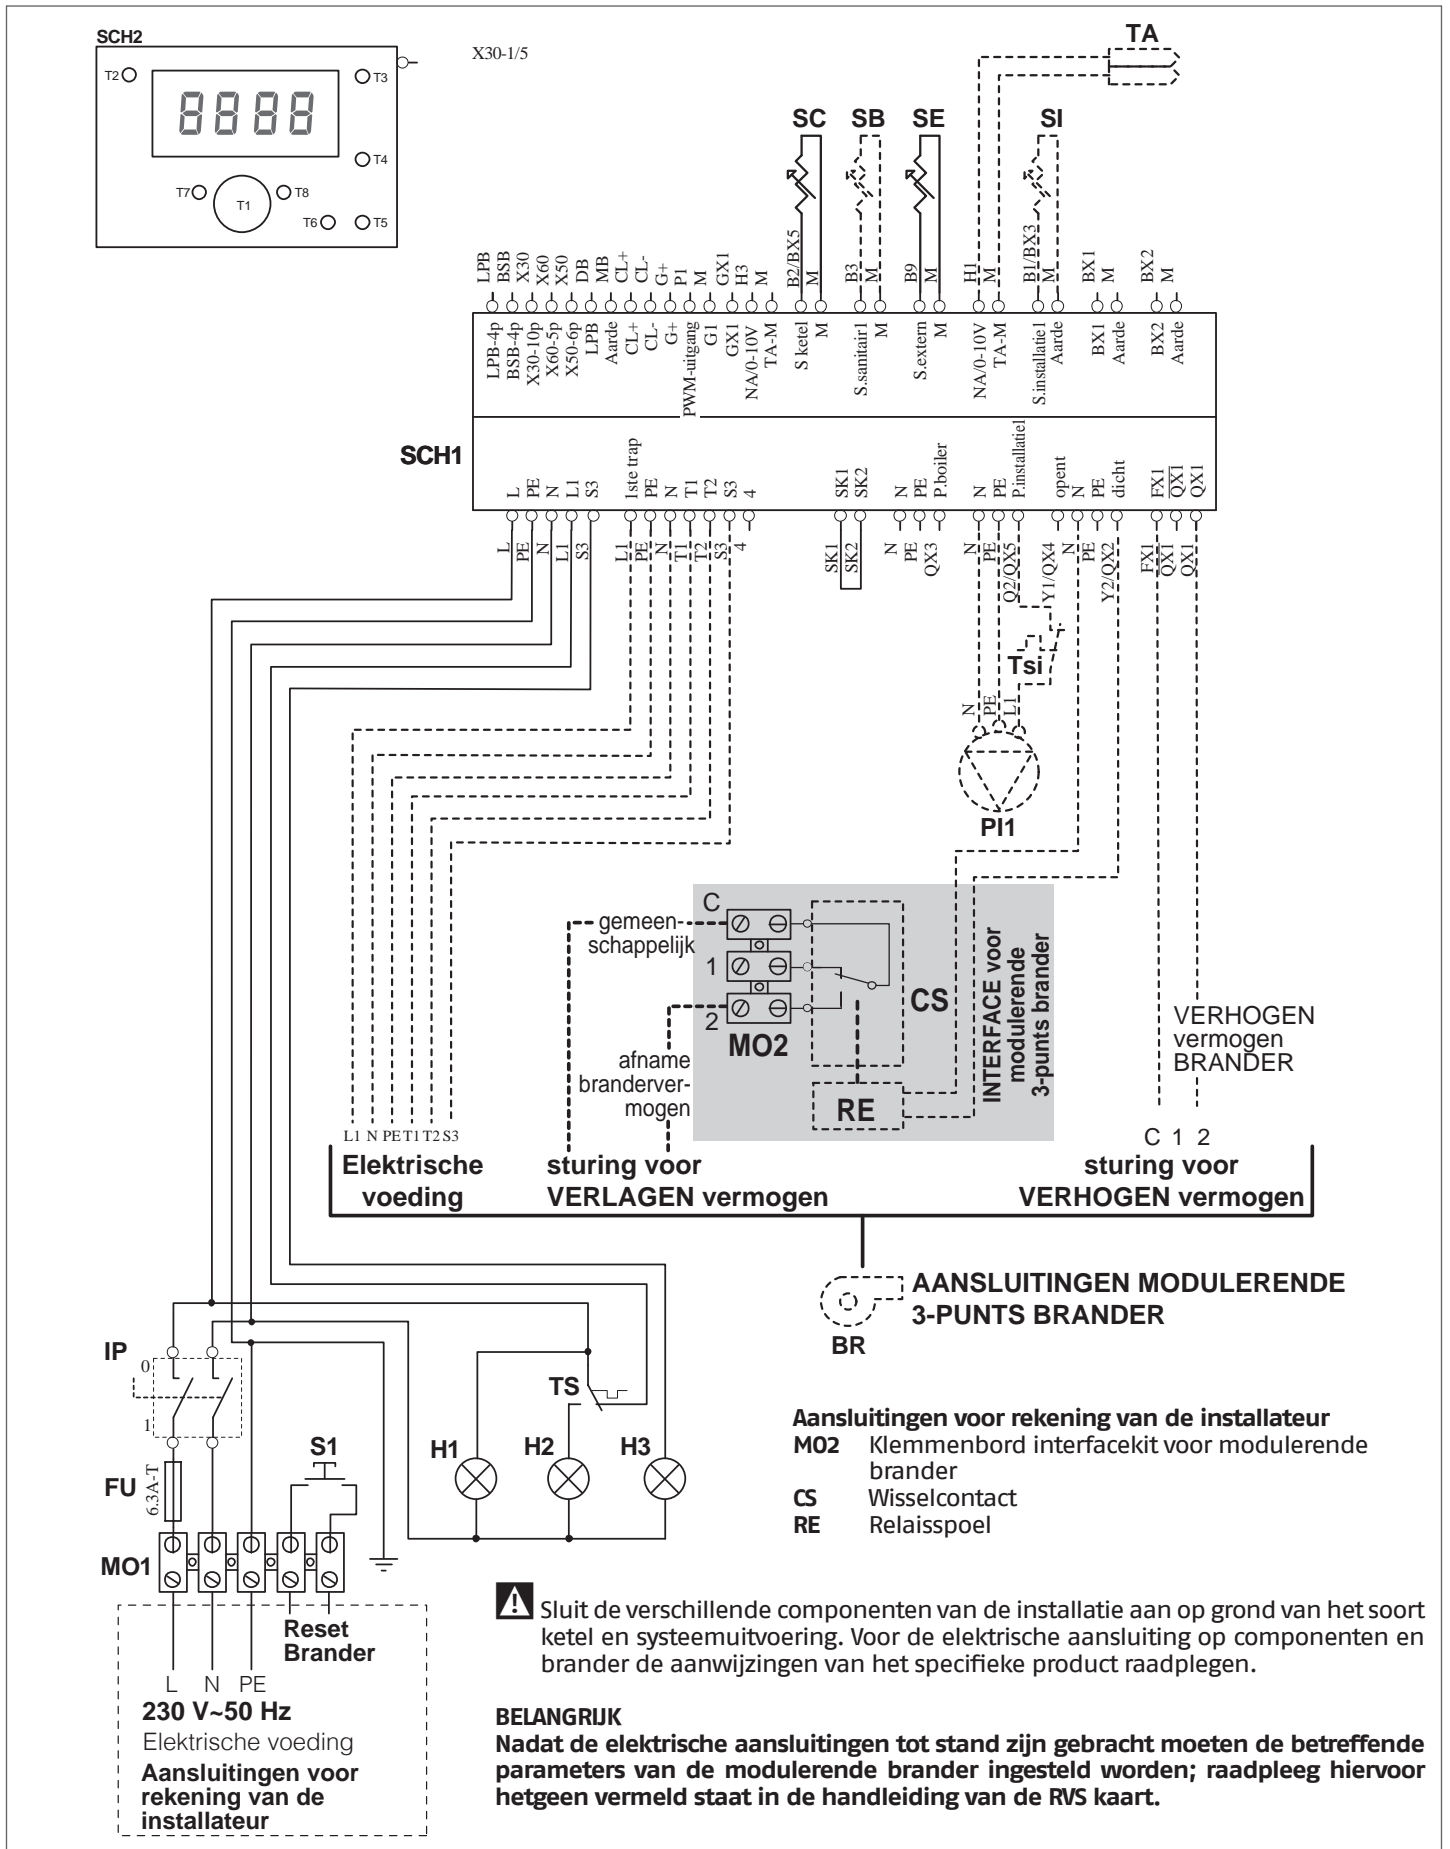 SCH2
X30-1/5
T2
T3
8888
T4
T7
T1
T8
T6
T5
TA
SC
SB
SE
SI
LPB
BSB
X30
X60
X50
DB
MB
CL+
CL-
G+
P1
M
GX1
H3
M
B2/BX5
M
B3
M
B9
M
H1
M
B1/BX3
M
BX1
M
BX2
M
LPB-4p
BSB-4p
X30-10p
X60-5p
X50-6p
LPB
Aarde
CL+
CL-
G+
PWM-uitgang
G1
GX1
NA/0-10V
TA-M
S ketel
M
S.sanitair1
M
S.extern
M
NA/0-10V
TA-M
S.installatie1
Aarde
BX1
Aarde
BX2
Aarde
SCH1
L
PE
N
L1
S3
1ste trap
PE
N
T1
T2
S3
4
SK1
SK2
N
PE
P.boiler
N
PE
P.installatie1
opent
N
PE
dicht
FX1
QX1
QX1
L
PE
N
L1
S3
L1
PE
N
T1
T2
S3
4
SK1
SK2
N
PE
QX3
N
PE
Q2/QX5
Y1/QX4
N
PE
Y2/QX2
FX1
QX1
QX1
Tsi
N
PE
L1
PI1
C
gemeen-
schappelijk
1
2
MO2
CS
RE
INTERFACE voor
modulerende
3-punts brander
afname
branderver-
mogen
VERHOGEN
vermogen
BRANDER
L1 N PE T1 T2 S3
C 1 2
Elektrische
voeding
sturing voor
VERLAGEN vermogen
sturing voor
VERHOGEN vermogen
AANSLUITINGEN MODULERENDE
3-PUNTS BRANDER
BR
IP
0
1
TS
S1
H1
H2
H3
FU
6.3A-T
MO1
Reset
Brander
L N PE
230 V~50 Hz
Elektrische voeding
Aansluitingen voor
rekening van de
installateur
Aansluitingen voor rekening van de installateur
MO2 Klemmenbord interfacekit voor modulerende
brander
CS Wisselcontact
RE Relaisspoel
Sluit de verschillende componenten van de installatie aan op grond van het soort
ketel en systeemuitvoering. Voor de elektrische aansluiting op componenten en
brander de aanwijzingen van het specifieke product raadplegen.
BELANGRIJK
Nadat de elektrische aansluitingen tot stand zijn gebracht moeten de betreffende
parameters van de modulerende brander ingesteld worden; raadpleeg hiervoor
hetgeen vermeld staat in de handleiding van de RVS kaart.